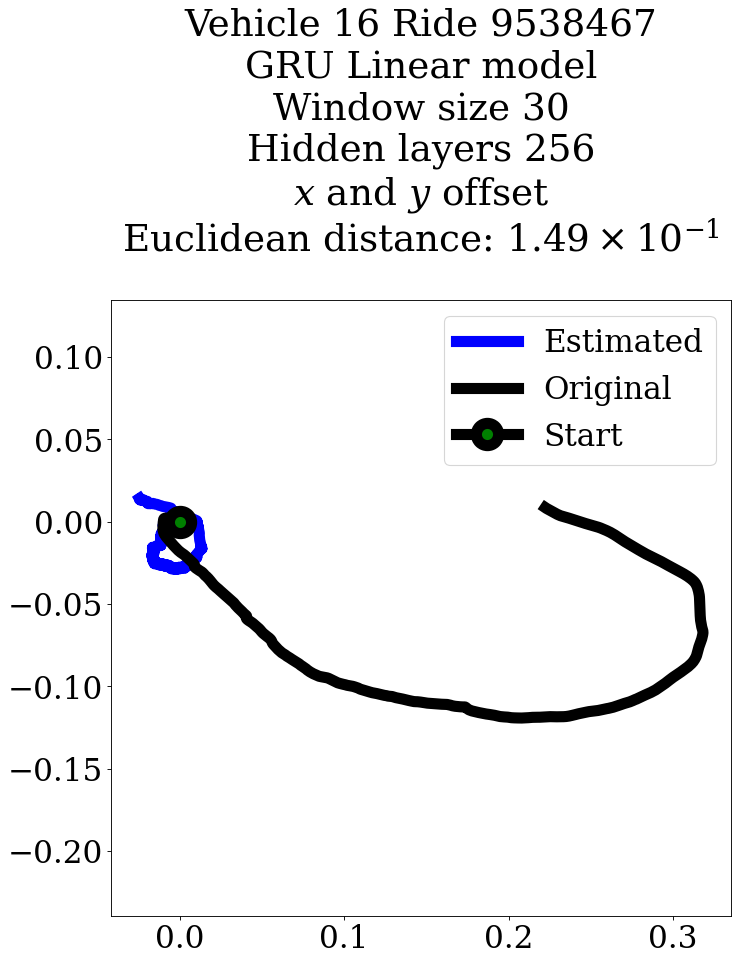 Vehicle 16 Ride 9538467
GRU Linear model
Window size 30
Hidden layers 256
x and y offset
Euclidean distance: 1.49 × 10⁻¹
Estimated
Original
Start
0.10
0.05
0.00
−0.05
−0.10
−0.15
−0.20
0.0 0.1 0.2 0.3